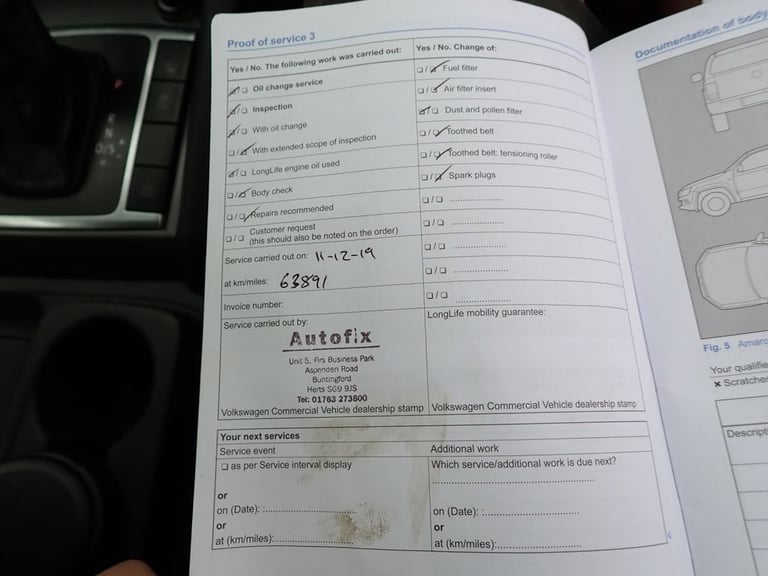 Proof of service 3
Yes / No. The following work was carried out:
Oil change service
Inspection
With oil change
With extended scope of inspection
LongLife engine oil used
Body check
Repairs recommended
Customer request
(this should also be noted on the order)
Service carried out on: 11-12-19
at km/miles: 63891
Invoice number:
Service carried out by:
Autofix
Unit 5, Firs Business Park
Aspenden Road
Buntingford
Herts SG9 9JS
Tel: 01763 273800
Volkswagen Commercial Vehicle dealership stamp
Yes / No. Change of:
Fuel filter
Air filter insert
Dust and pollen filter
Toothed belt
Toothed belt: tensioning roller
Spark plugs
LongLife mobility guarantee:
Volkswagen Commercial Vehicle dealership stamp
Your next services
Service event
as per Service interval display
or
on (Date): :
or
at (km/miles):
Additional work
Which service/additional work is due next?
on (Date): :
or
at (km/miles):
Documentation of body
Fig. 5 Amaro
Your qualifie
× Scratches
Descripti
R
N
D/S